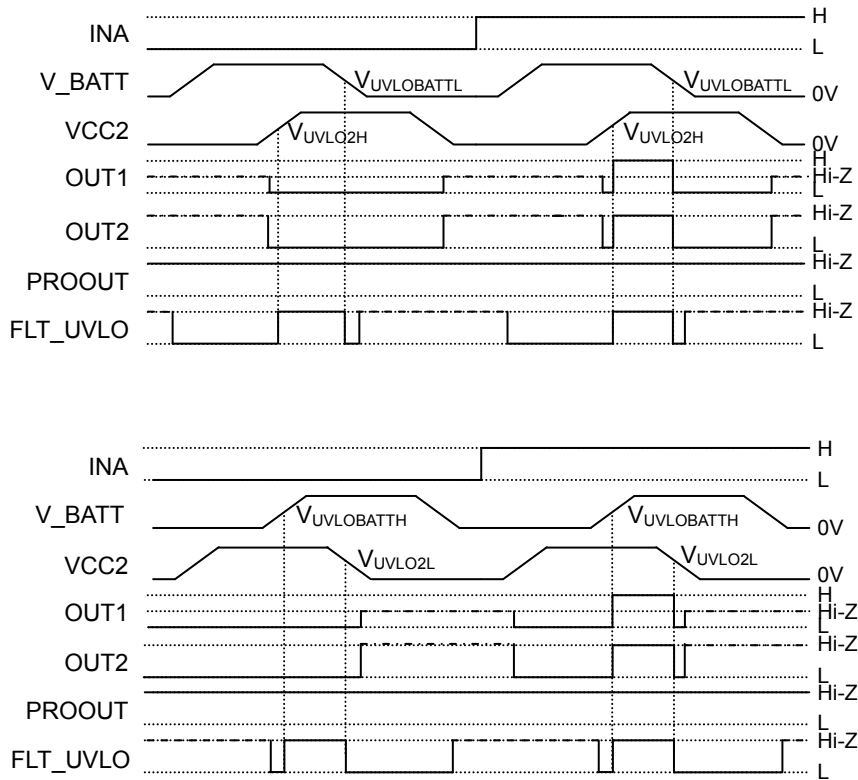 INA H
L
V_BATT VUVLOBATTL VUVLOBATTL 0V
VCC2 VUVLO2H VUVLO2H 0V
H
OUT1 Hi-Z
L
Hi-Z
OUT2
L
Hi-Z
PROOUT
L
Hi-Z
FLT_UVLO
L
H
INA
L
V_BATT VUVLOBATTH VUVLOBATTH 0V
VCC2 VUVLO2L VUVLO2L 0V
H
OUT1 Hi-Z
L
Hi-Z
OUT2
L
Hi-Z
PROOUT
L
Hi-Z
FLT_UVLO
L